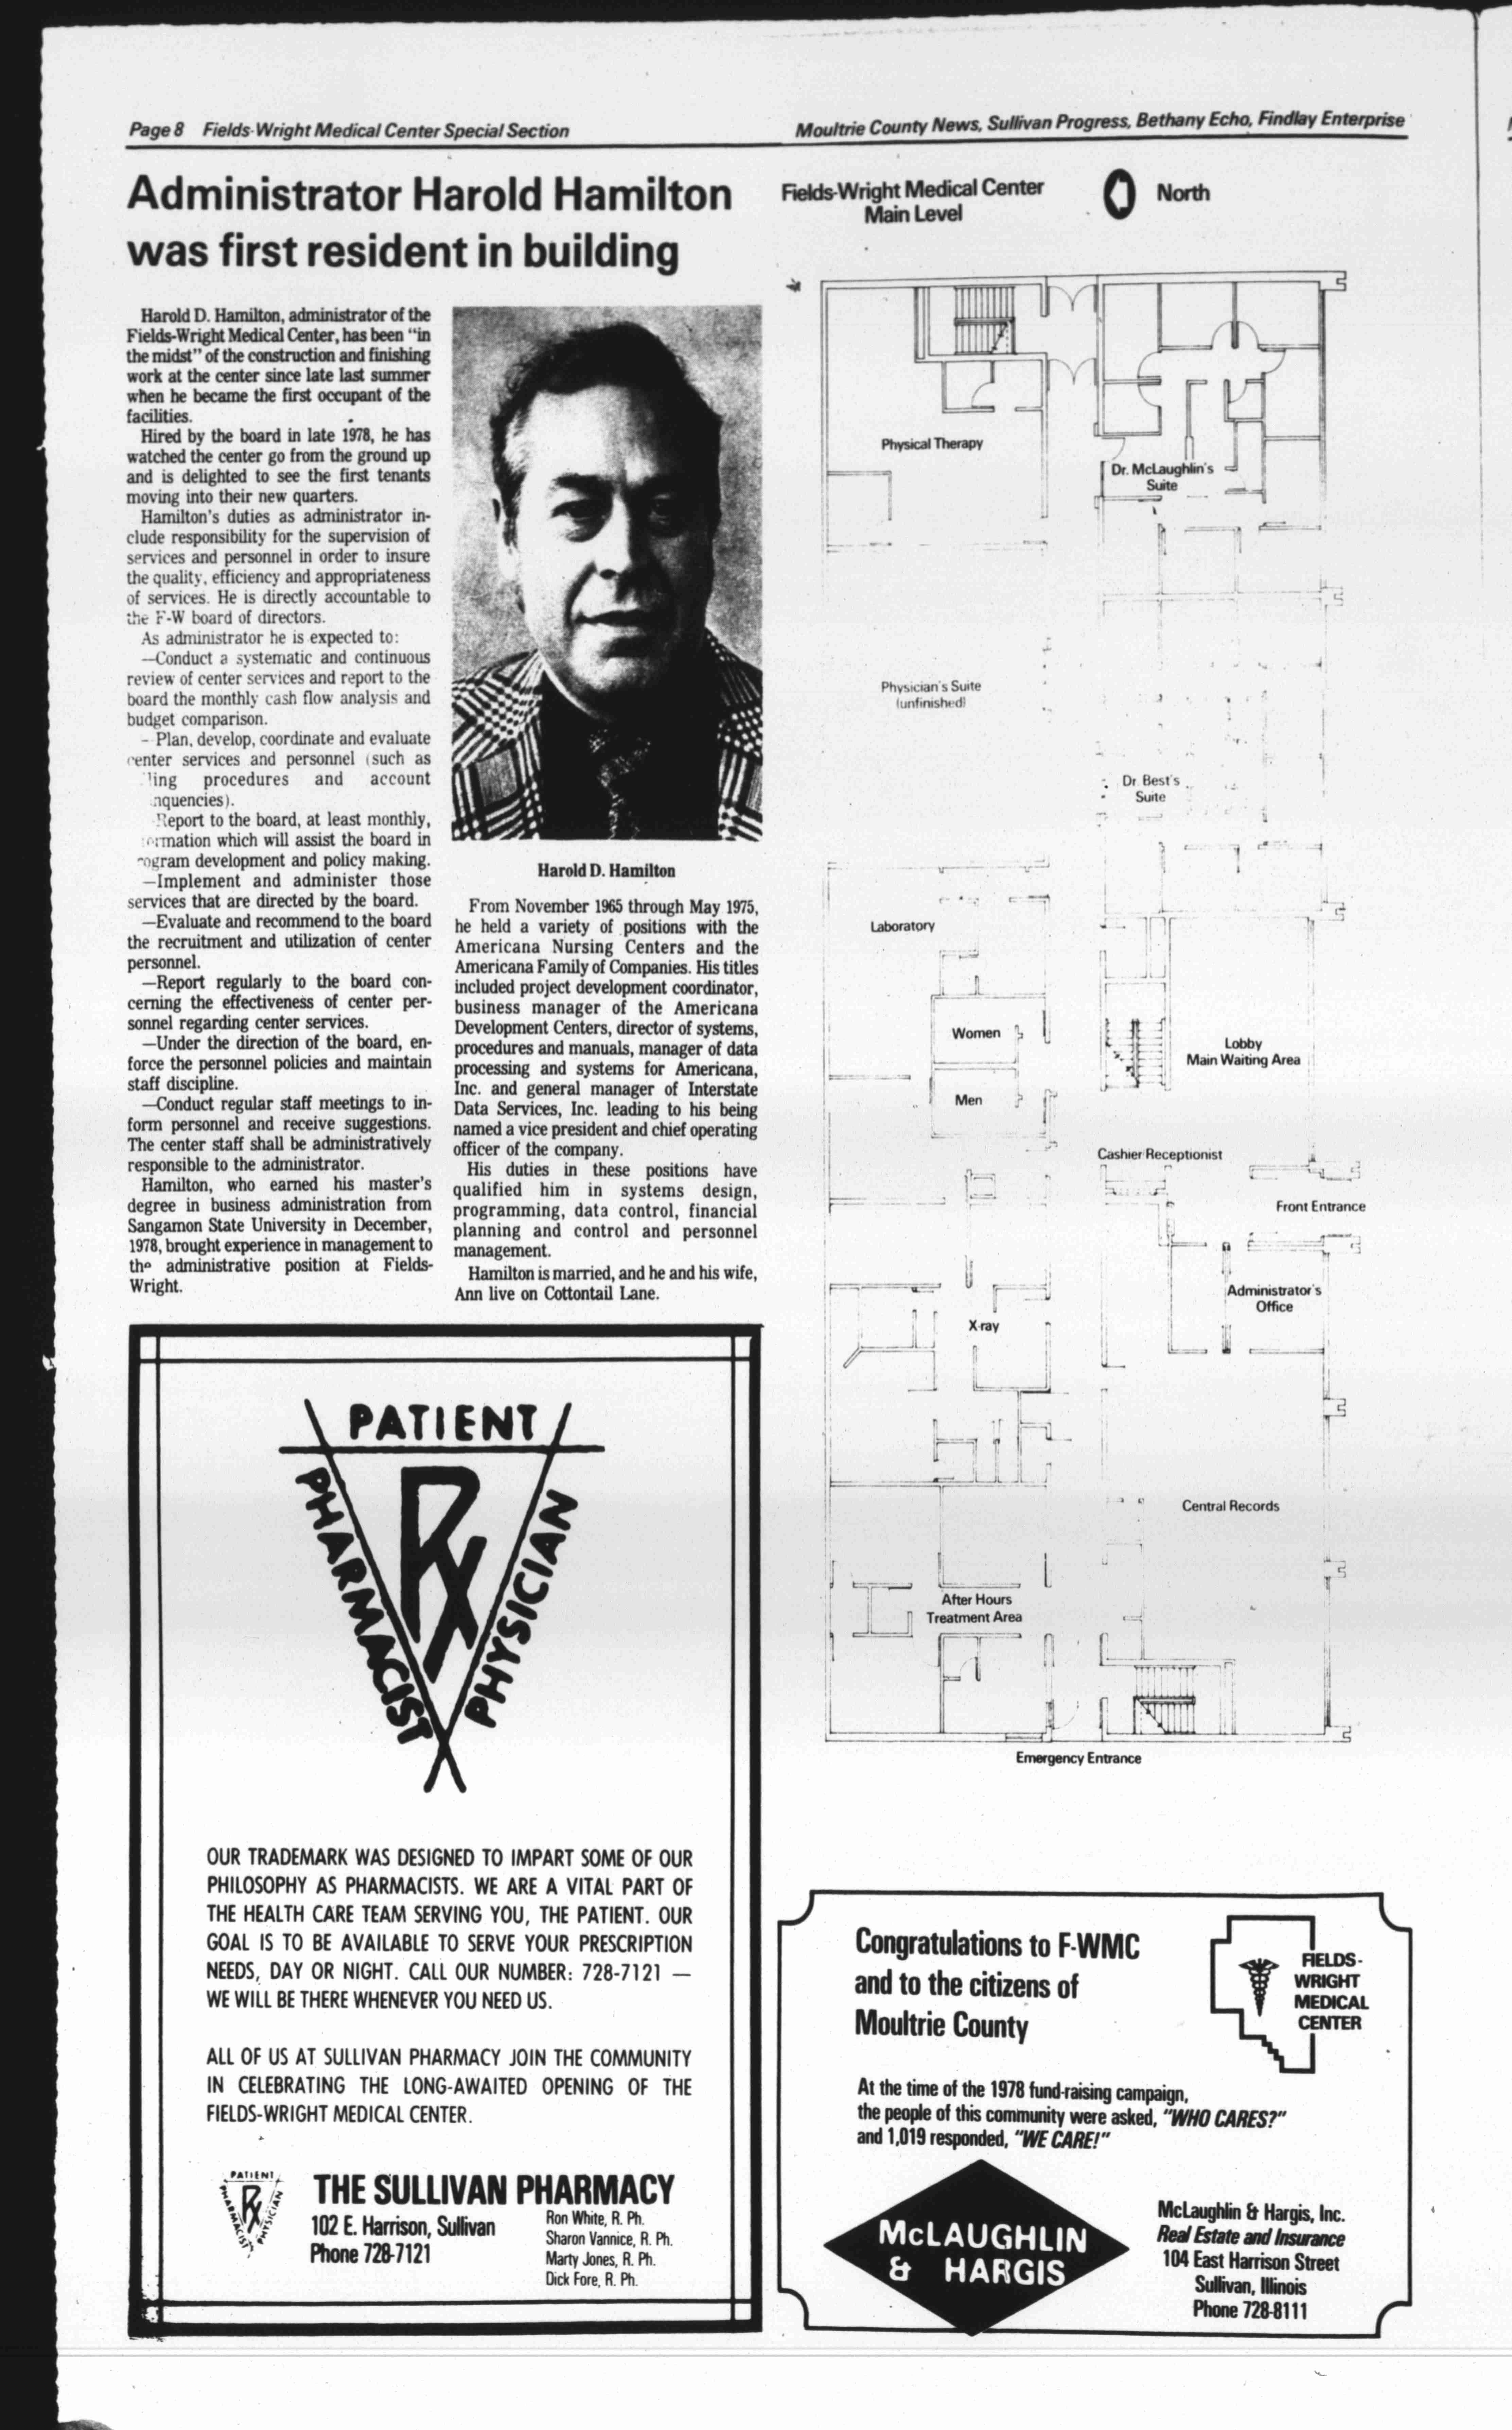 Page 8 Fields-Wright Medical Center Special Section
Moultrie County News, Sullivan Progress, Bethany Echo, Findlay Enterprise
Administrator Harold Hamilton
was first resident in building
Harold D. Hamilton, administrator of the
Fields-Wright Medical Center, has been "in
the midst" of the construction and finishing
work at the center since late last summer
when he became the first occupant of the
facilities.
Hired by the board in late 1978, he has
watched the center go from the ground up
and is delighted to see the first tenants
moving into their new quarters.
Hamilton's duties as administrator in-
clude responsibility for the supervision of
services and personnel in order to insure
the quality, efficiency and appropriateness
of services. He is directly accountable to
the F-W board of directors.
As administrator he is expected to:
—Conduct a systematic and continuous
review of center services and report to the
board the monthly cash flow analysis and
budget comparison.
— Plan, develop, coordinate and evaluate
center services and personnel (such as
procedures and account
Report to the board, at least monthly,
which will assist the board in
program development and policy making.
—Implement and administer those
services that are directed by the board.
—Evaluate and recommend to the board
the recruitment and utilization of center
personnel.
—Report regularly to the board con-
cerning the effectiveness of center per-
sonnel regarding center services.
—Under the direction of the board, en-
force the personnel policies and maintain
staff discipline.
—Conduct regular staff meetings to in-
form personnel and receive suggestions.
The center staff shall be administratively
responsible to the administrator.
Hamilton, who earned his master's
degree in business administration from
Sangamon State University in December,
1978, brought experience in management to
the administrative position at Fields-
Wright.
Harold D. Hamilton
From November 1965 through May 1975,
he held a variety of positions with the
Americana Nursing Centers and the
Americana Family of Companies. His titles
included project development coordinator,
business manager of the Americana
Development Centers, director of systems,
procedures and manuals, manager of data
processing and systems for Americana,
Inc. and general manager of Interstate
Data Services, Inc. leading to his being
named a vice president and chief operating
officer of the company.
His duties in these positions have
qualified him in systems design,
programming, data control, financial
planning and control and personnel
management.
Hamilton is married, and he and his wife,
Ann live on Cottontail Lane.
Fields-Wright Medical Center
Main Level
North
Physical Therapy
Dr. McLaughlin's
Suite
Physician's Suite
(unfinished)
Dr Best's
Suite
Laboratory
Women
Lobby
Main Waiting Area
Men
Cashier Receptionist
Front Entrance
Administrator's
Office
X-ray
Central Records
After Hours
Treatment Area
Emergency Entrance
PATIENT
PHARMACIST
Rx
PHYSICIAN
OUR TRADEMARK WAS DESIGNED TO IMPART SOME OF OUR
PHILOSOPHY AS PHARMACISTS. WE ARE A VITAL PART OF
THE HEALTH CARE TEAM SERVING YOU, THE PATIENT. OUR
GOAL IS TO BE AVAILABLE TO SERVE YOUR PRESCRIPTION
NEEDS, DAY OR NIGHT. CALL OUR NUMBER: 728-7121 —
WE WILL BE THERE WHENEVER YOU NEED US.
ALL OF US AT SULLIVAN PHARMACY JOIN THE COMMUNITY
IN CELEBRATING THE LONG-AWAITED OPENING OF THE
FIELDS-WRIGHT MEDICAL CENTER.
PATIENT
PHARMACIST
Rx
PHYSICIAN
THE SULLIVAN PHARMACY
102 E. Harrison, Sullivan
Phone 728-7121
Ron White, R. Ph.
Sharon Vannice, R. Ph.
Marty Jones, R. Ph.
Dick Fore, R. Ph.
Congratulations to F-WMC
and to the citizens of
Moultrie County
FIELDS-
WRIGHT
MEDICAL
CENTER
At the time of the 1978 fund-raising campaign,
the people of this community were asked, "WHO CARES?"
and 1,019 responded, "WE CARE!"
McLAUGHLIN
& HARGIS
McLaughlin & Hargis, Inc.
Real Estate and Insurance
104 East Harrison Street
Sullivan, Illinois
Phone 728-8111